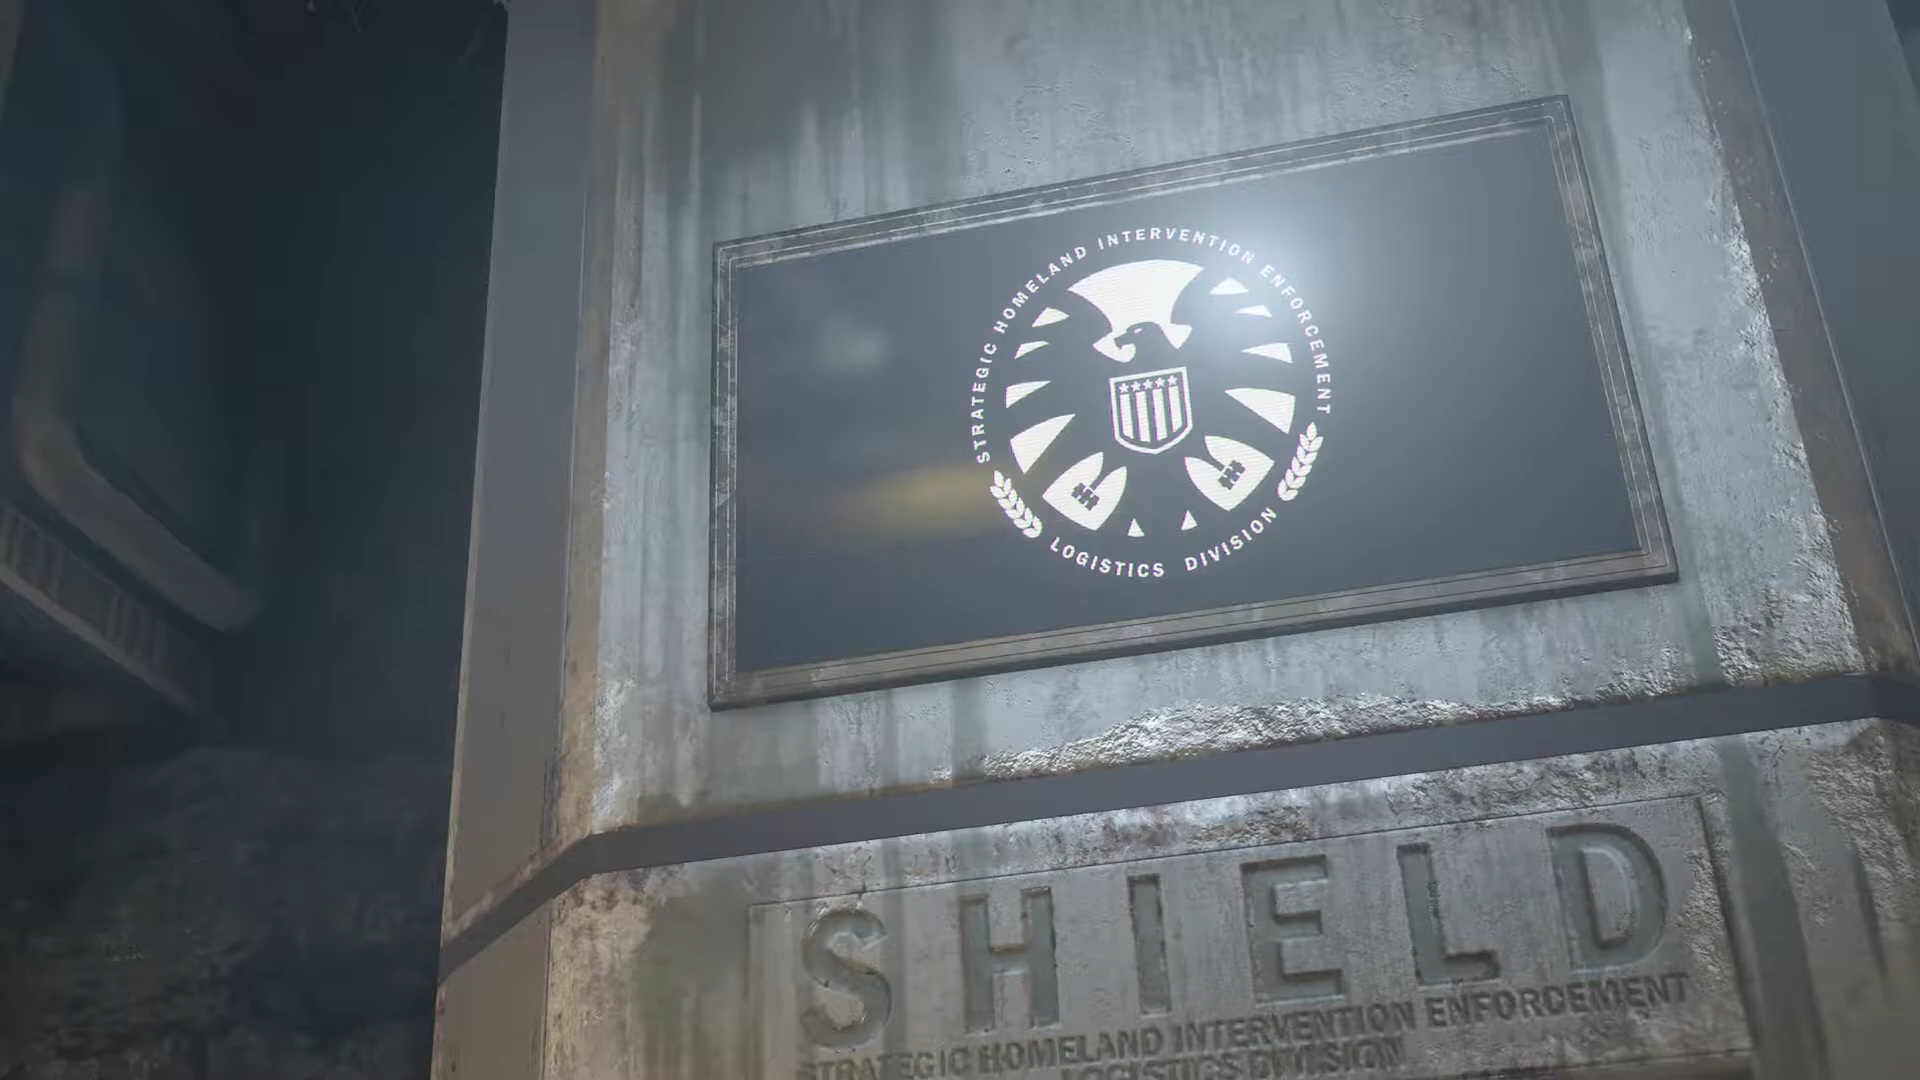 STRATEGIC HOMELAND INTERVENTION ENFORCEMENT
LOGISTICS DIVISION
SHIELD
STRATEGIC HOMELAND INTERVENTION ENFORCEMENT
LOGISTICS DIVISION